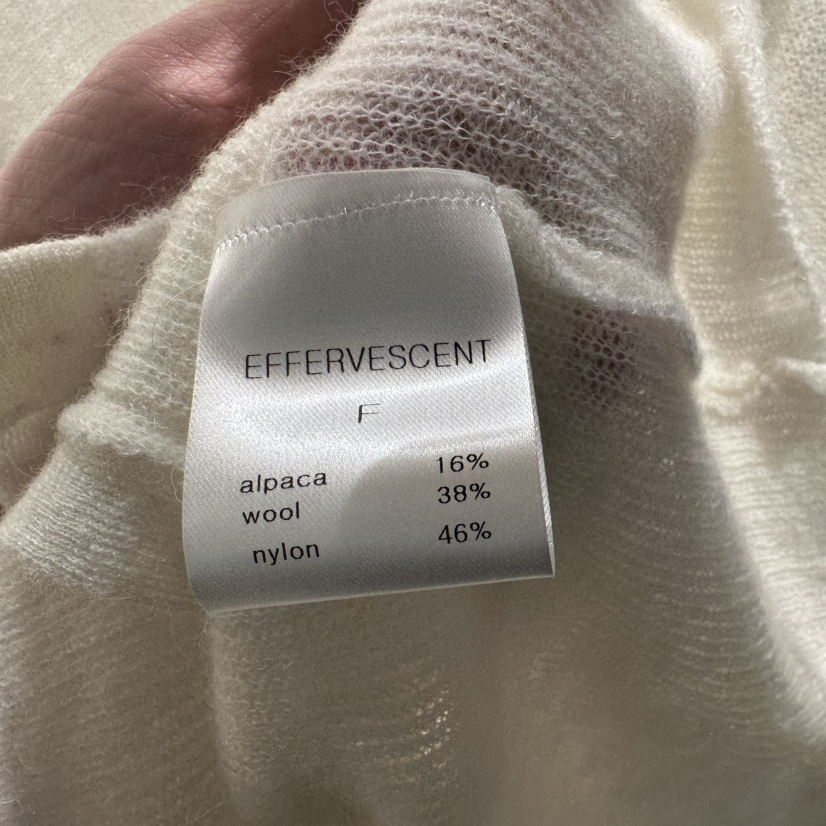 EFFERVESCENT
F
alpaca 16%
wool 38%
nylon 46%